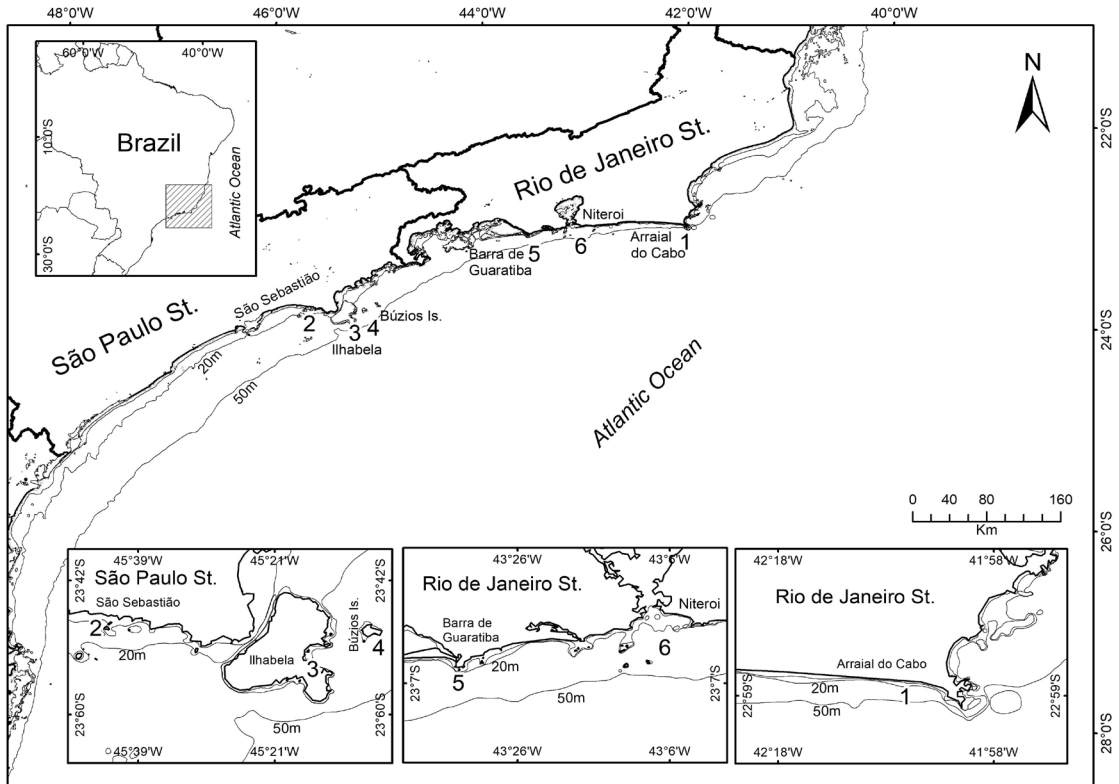 48°0'W
46°0'W
44°0'W
42°0'W
40°0'W
60°0'W
40°0'W
10°0'S
30°0'S
Brazil
Atlantic Ocean
N
22°0'S
24°0'S
26°0'S
28°0'S
Rio de Janeiro St.
Niteroi
Arraial
do Cabo
1
6
5
Barra de
Guaratiba
São Sebastião
São Paulo St.
2
3
4
Búzios Is.
Ilhabela
20m
50m
Atlantic Ocean
0 40 80 160
Km
45°39'W
45°21'W
23°42'S
23°42'S
São Paulo St.
São Sebastião
2
20m
Ilhabela
3
Búzios Is.
4
23°60'S
23°60'S
50m
45°39'W
45°21'W
43°26'W
43°6'W
Rio de Janeiro St.
Niteroi
Barra de
Guaratiba
20m
6
5
23°7'S
23°7'S
50m
43°26'W
43°6'W
42°18'W
41°58'W
Rio de Janeiro St.
Arraial do Cabo
20m
1
50m
22°59'S
22°59'S
42°18'W
41°58'W